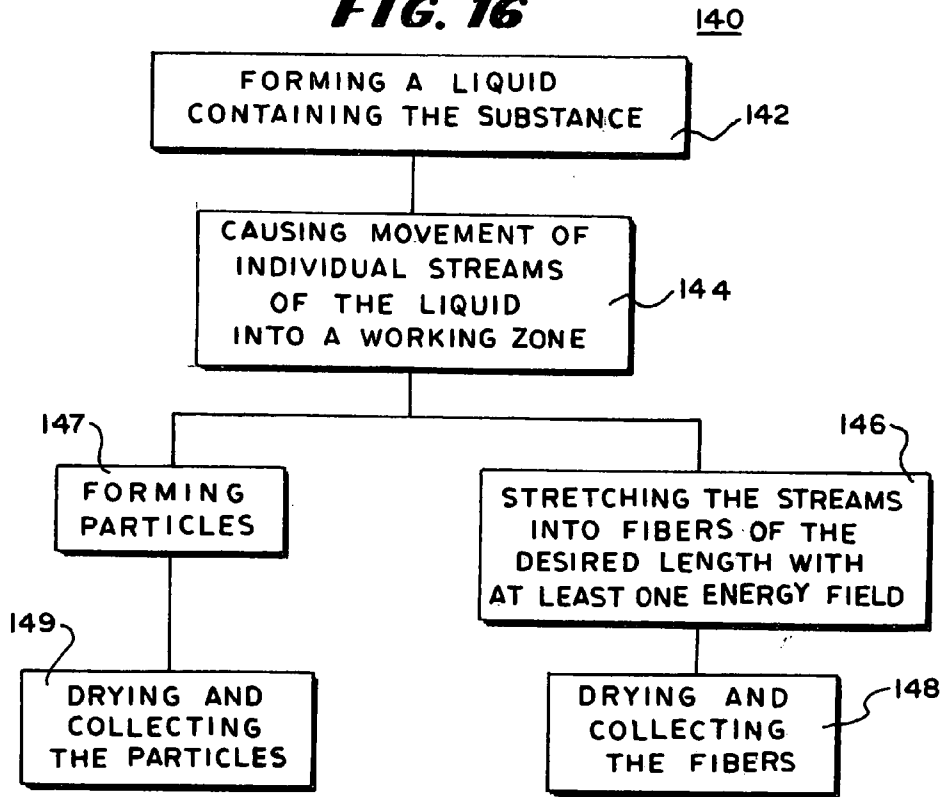 FIG. 16
140
FORMING A LIQUID
CONTAINING THE SUBSTANCE
142
CAUSING MOVEMENT OF
INDIVIDUAL STREAMS
OF THE LIQUID
INTO A WORKING ZONE
144
147
FORMING
PARTICLES
146
STRETCHING THE STREAMS
INTO FIBERS OF THE
DESIRED LENGTH WITH
AT LEAST ONE ENERGY FIELD
149
DRYING AND
COLLECTING
THE PARTICLES
DRYING AND
COLLECTING
THE FIBERS
148